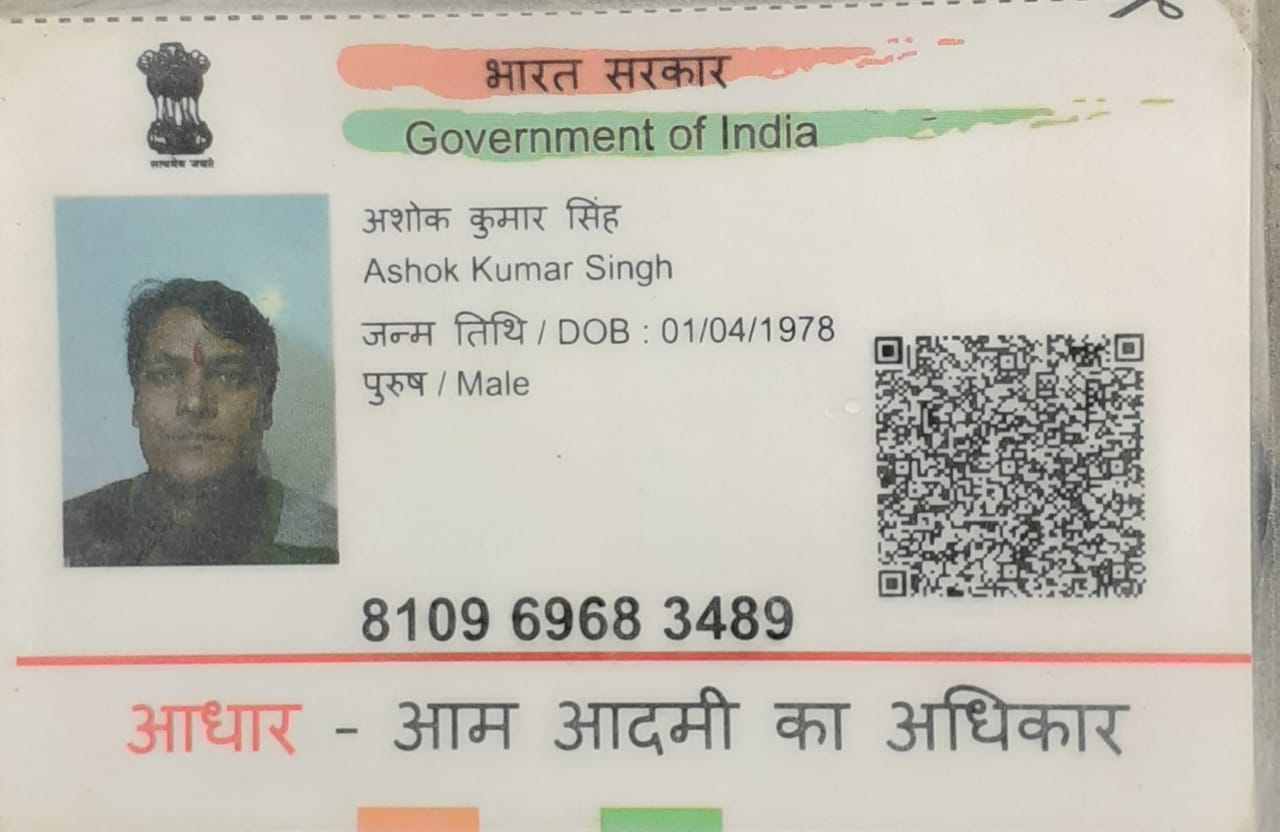 भारत सरकार
Government of India
सत्यमेव जयते
अशोक कुमार सिंह
Ashok Kumar Singh
जन्म तिथि / DOB : 01/04/1978
पुरुष / Male
8109 6968 3489
आधार - आम आदमी का अधिकार